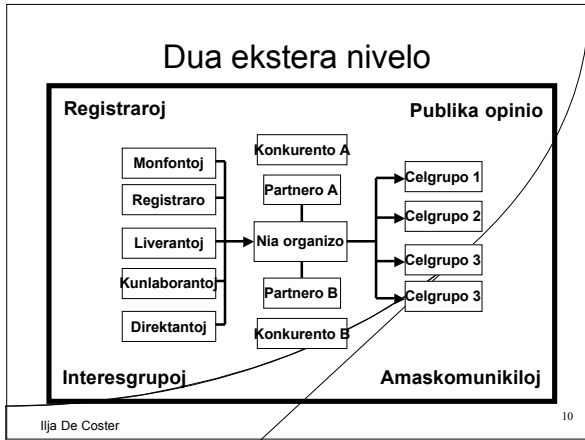 Dua ekstera nivelo
Registraroj
Publika opinio
Monfontoj
Registraro
Liverantoj
Kunlaborantoj
Direktantoj
Konkurento A
Partnero A
Nia organizo
Partnero B
Konkurento B
Celgrupo 1
Celgrupo 2
Celgrupo 3
Celgrupo 3
Interesgrupoj
Amaskomunikiloj
Ilja De Coster
10